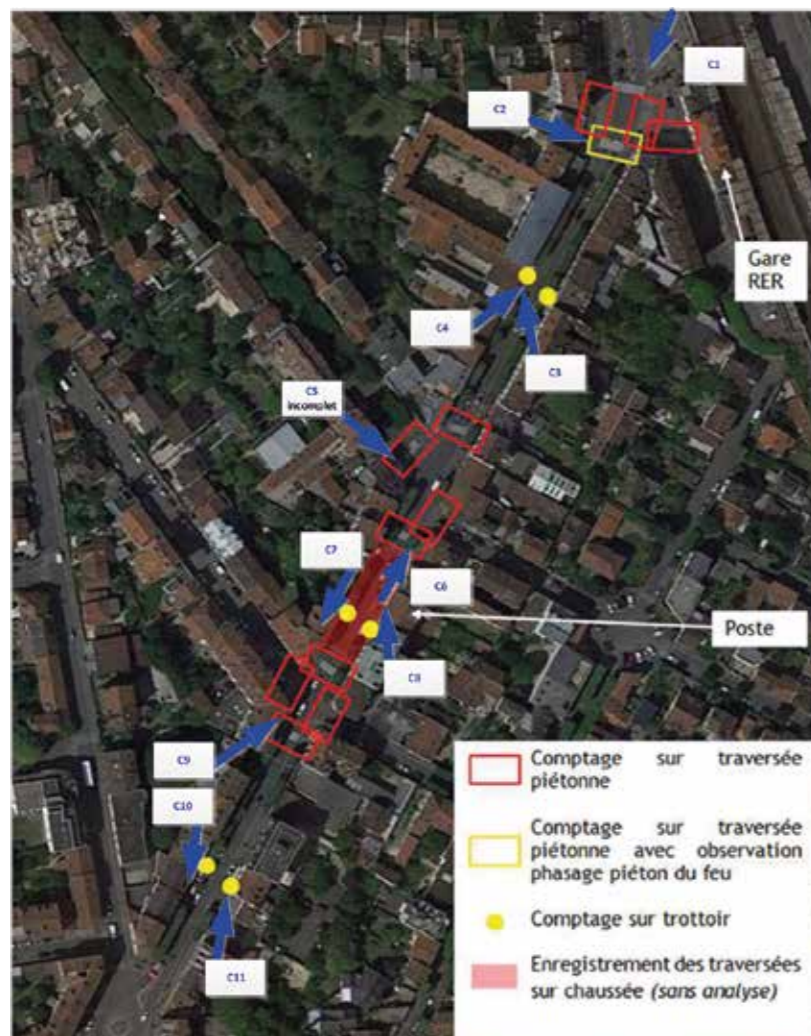 C1
C2
Gare
RER
C4
C3
C5
incomplet
C7
C6
Poste
C8
C9
C10
C11
Comptage sur traversée
piétonne
Comptage sur traversée
piétonne avec observation
phasage piéton du feu
Comptage sur trottoir
Enregistrement des traversées
sur chaussée (sans analyse)